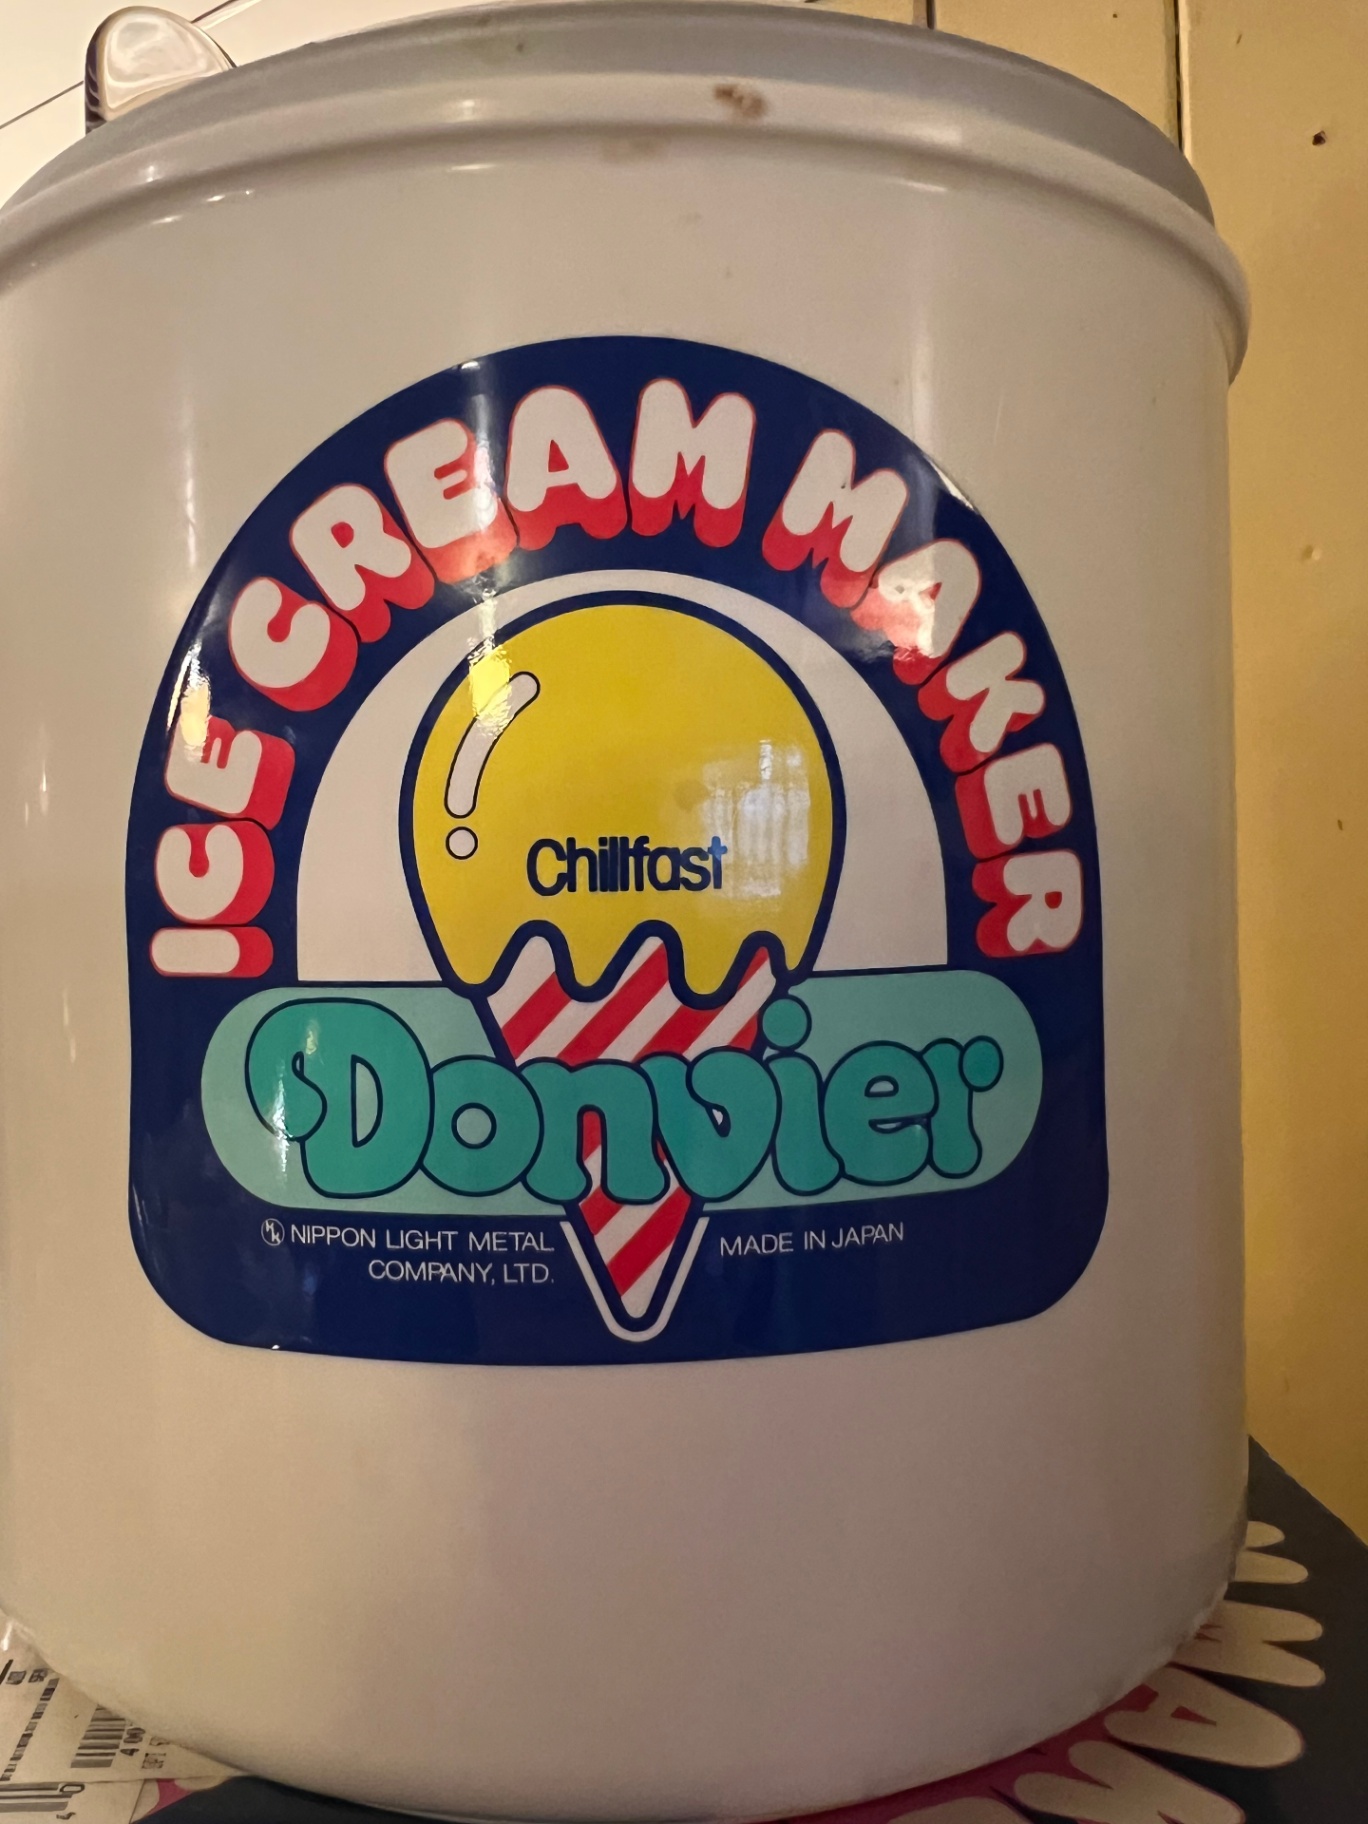 ICE CREAM MAKER
Chillfast
Donvier
NIPPON LIGHT METAL
COMPANY, LTD.
MADE IN JAPAN